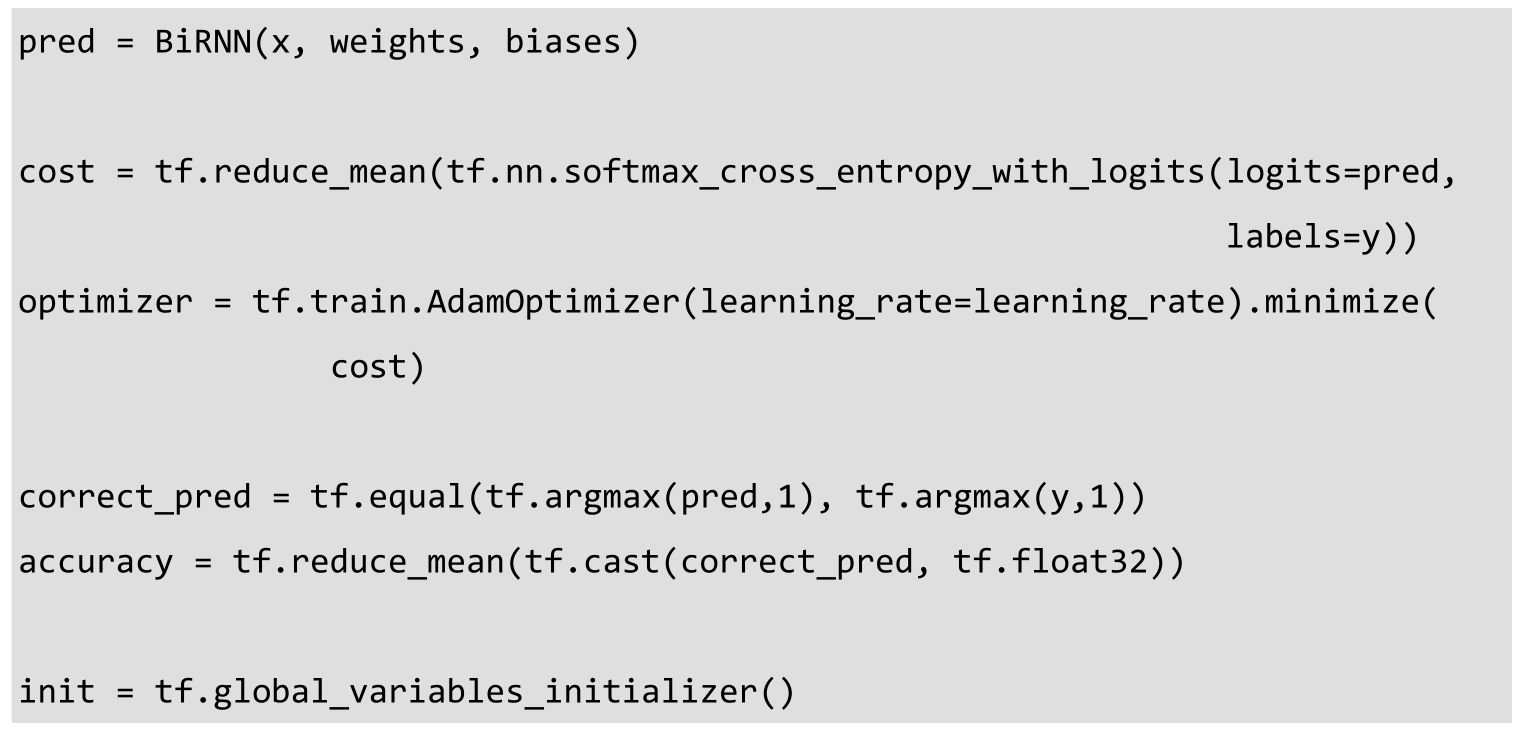 pred = BiRNN(x, weights, biases)
cost = tf.reduce_mean(tf.nn.softmax_cross_entropy_with_logits(logits=pred,
labels=y))
optimizer = tf.train.AdamOptimizer(learning_rate=learning_rate).minimize(
cost)
correct_pred = tf.equal(tf.argmax(pred,1), tf.argmax(y,1))
accuracy = tf.reduce_mean(tf.cast(correct_pred, tf.float32))
init = tf.global_variables_initializer()